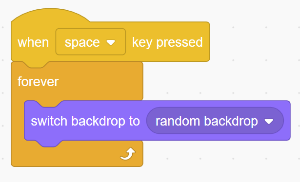 when space key pressed
forever
switch backdrop to random backdrop